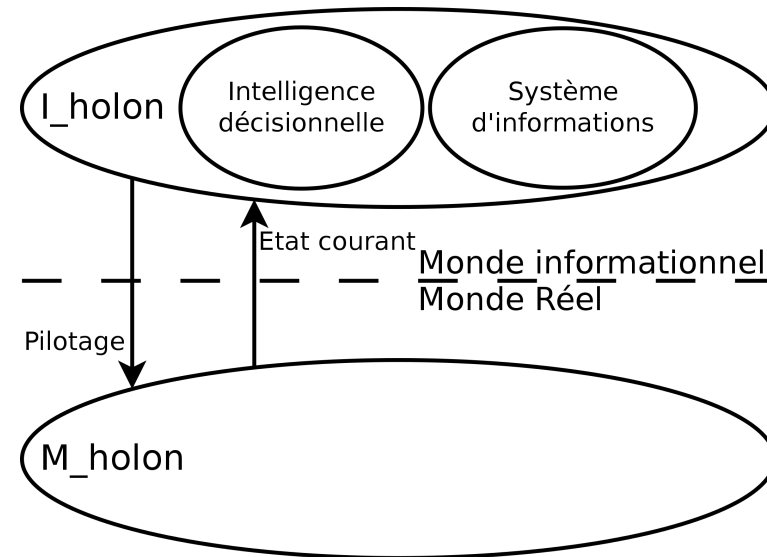 I_holon
Intelligence
décisionnelle
Système
d'informations
Etat courant
Monde informationnel
Monde Réel
Pilotage
M_holon